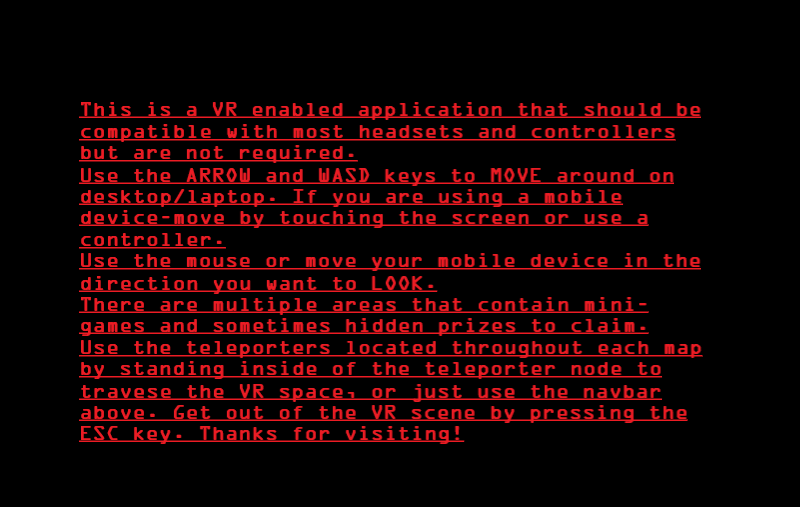 This is a VR enabled application that should be
compatible with most headsets and controllers
but are not required.
Use the ARROW and WASD keys to MOVE around on
desktop/laptop. If you are using a mobile
device-move by touching the screen or use a
controller.
Use the mouse or move your mobile device in the
direction you want to LOOK.
There are multiple areas that contain mini-
games and sometimes hidden prizes to claim.
Use the teleporters located throughout each map
by standing inside of the teleporter node to
travese the VR space, or just use the navbar
above. Get out of the VR scene by pressing the
ESC key. Thanks for visiting!